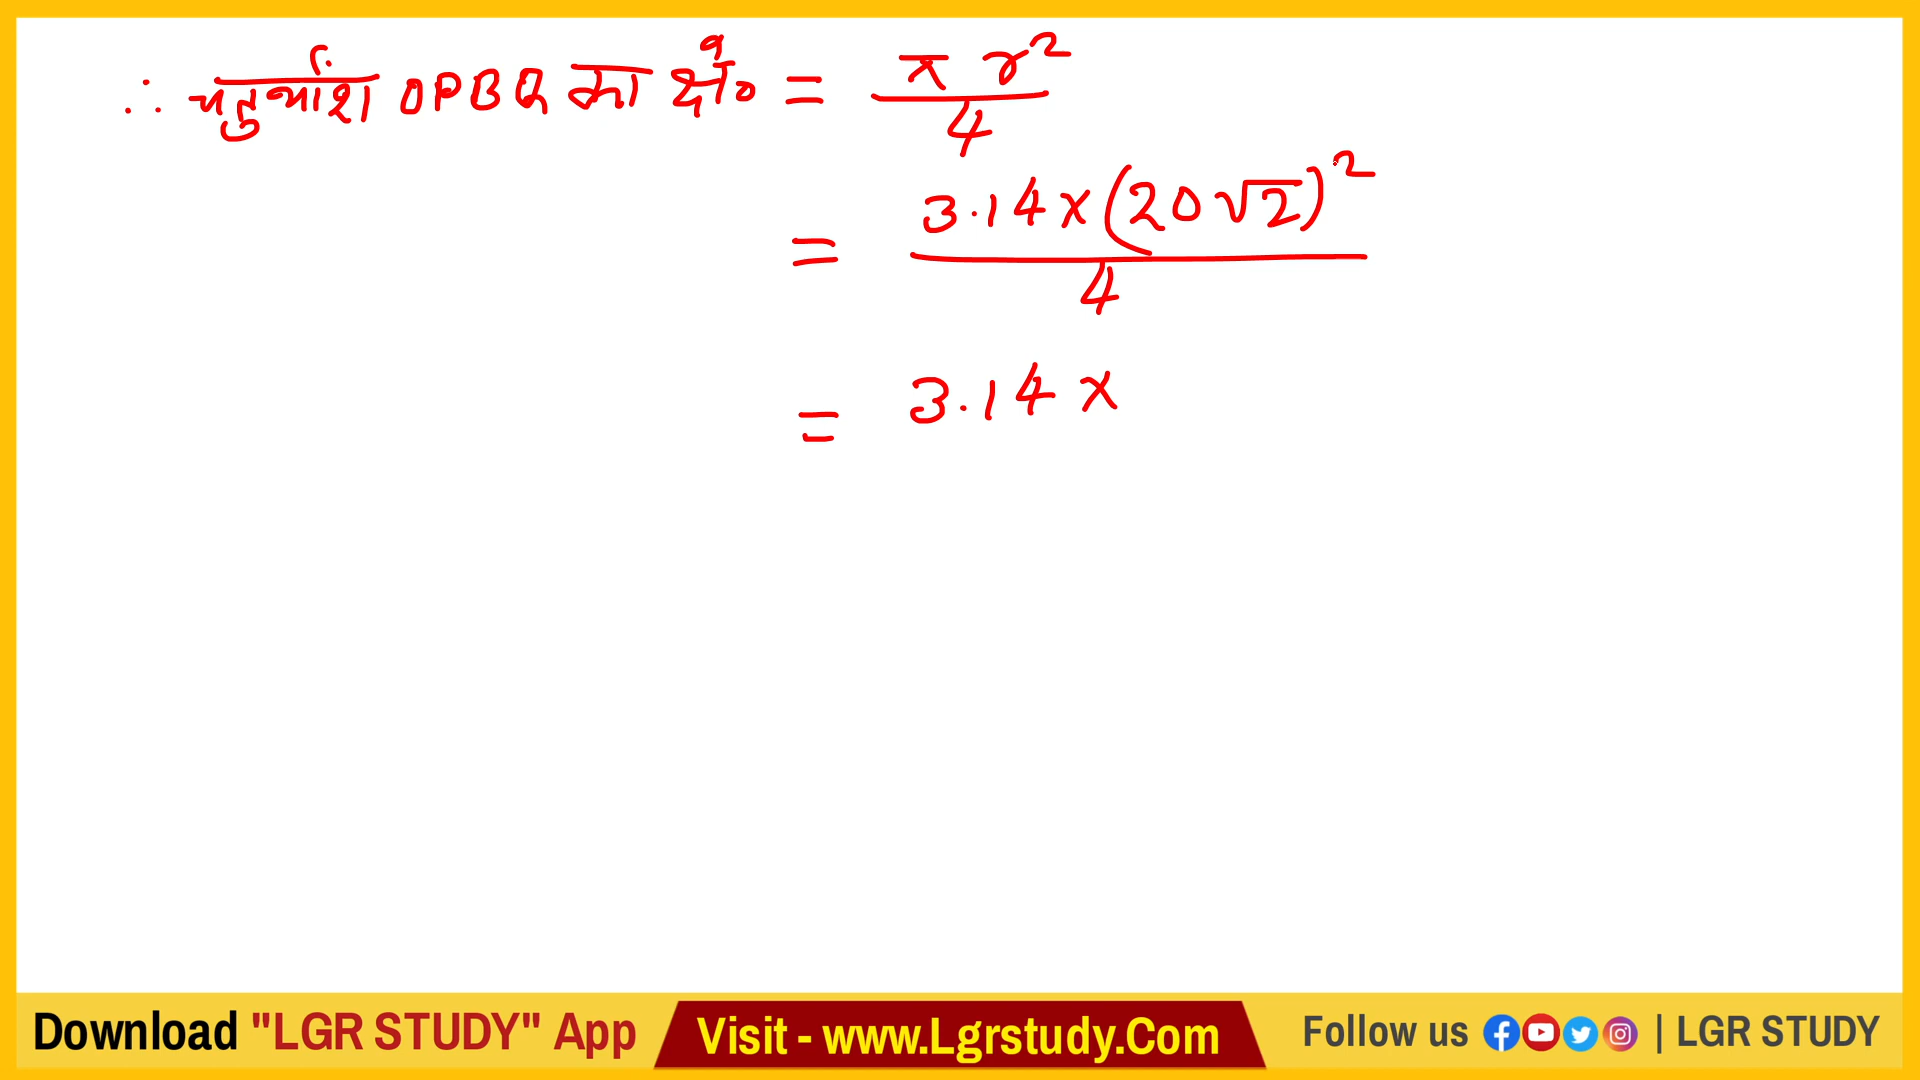 ∴ चतुर्थांश OPBQ का क्षे० = π r² / 4
= 3.14 × (20√2)² / 4
= 3.14 ×
Download "LGR STUDY" App Visit - www.Lgrstudy.Com Follow us | LGR STUDY